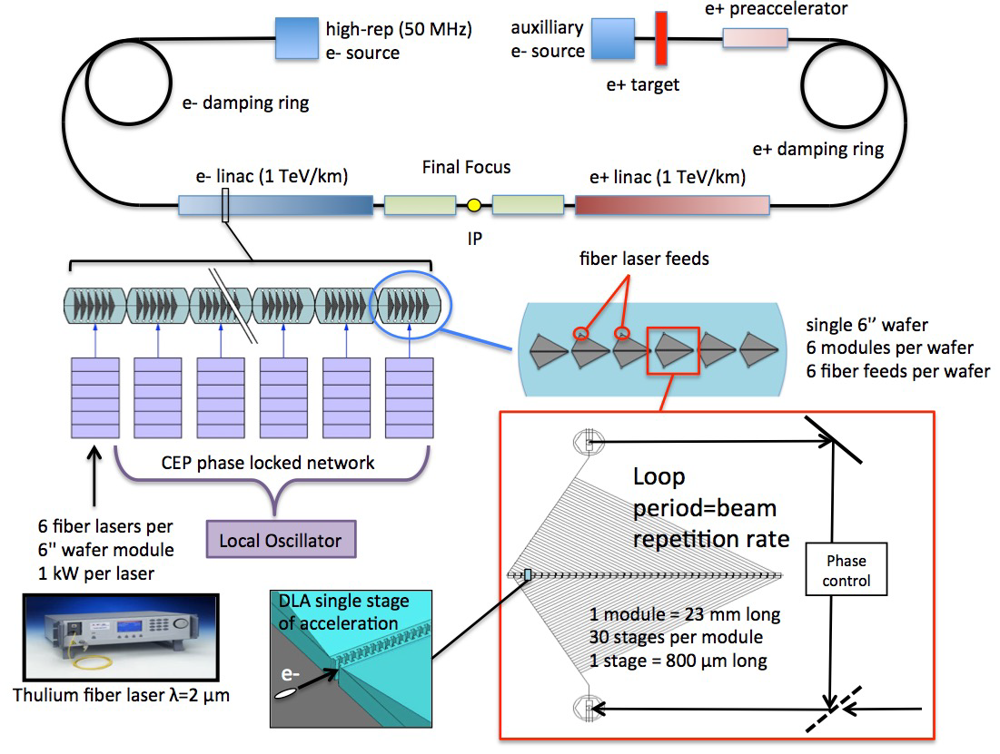 high-rep (50 MHz)
e- source
auxilliary
e- source
e+ preaccelerator
e+ target
e- damping ring
e+ damping ring
e- linac (1 TeV/km)
Final Focus
e+ linac (1 TeV/km)
IP
fiber laser feeds
single 6’’ wafer
6 modules per wafer
6 fiber feeds per wafer
CEP phase locked network
Local Oscillator
6 fiber lasers per
6" wafer module
1 kW per laser
Thulium fiber laser λ=2 μm
DLA single stage
of acceleration
e-
Loop
period=beam
repetition rate
Phase
control
1 module = 23 mm long
30 stages per module
1 stage = 800 μm long